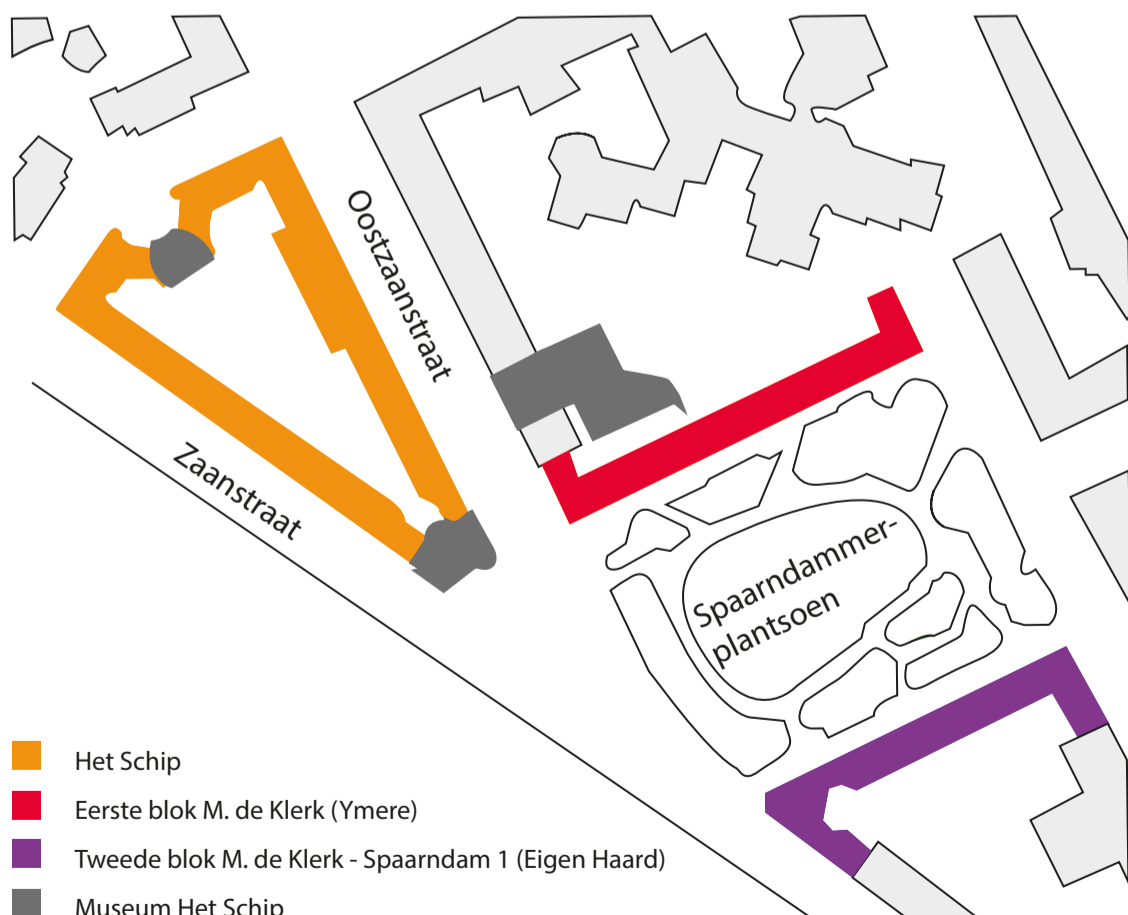 Oostzaanstraat
Zaanstraat
Spaarndammer-
plantsoen
Het Schip
Eerste blok M. de Klerk (Ymere)
Tweede blok M. de Klerk - Spaarndam 1 (Eigen Haard)
Museum Het Schip